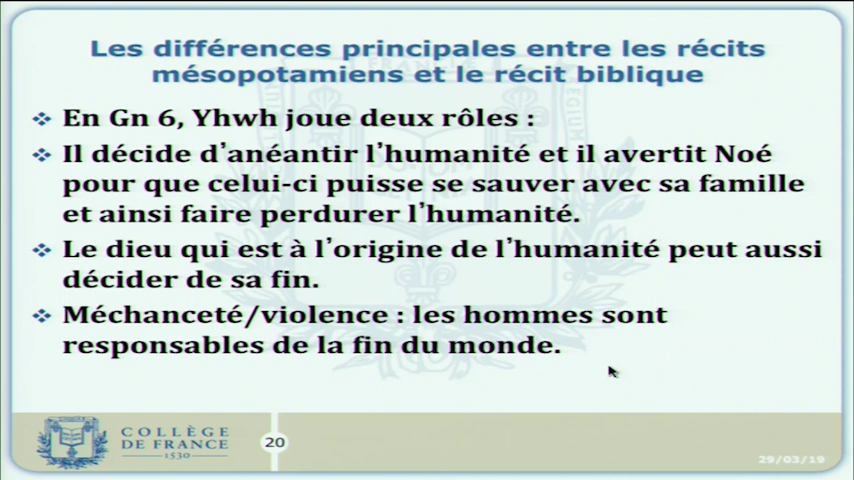 Les différences principales entre les récits
mésopotamiens et le récit biblique
En Gn 6, Yhwh joue deux rôles :
Il décide d'anéantir l'humanité et il avertit Noé
pour que celui-ci puisse se sauver avec sa famille
et ainsi faire perdurer l'humanité.
Le dieu qui est à l'origine de l'humanité peut aussi
décider de sa fin.
Méchanceté/violence : les hommes sont
responsables de la fin du monde.
COLLÈGE
DE FRANCE
1530
20
29/03/19